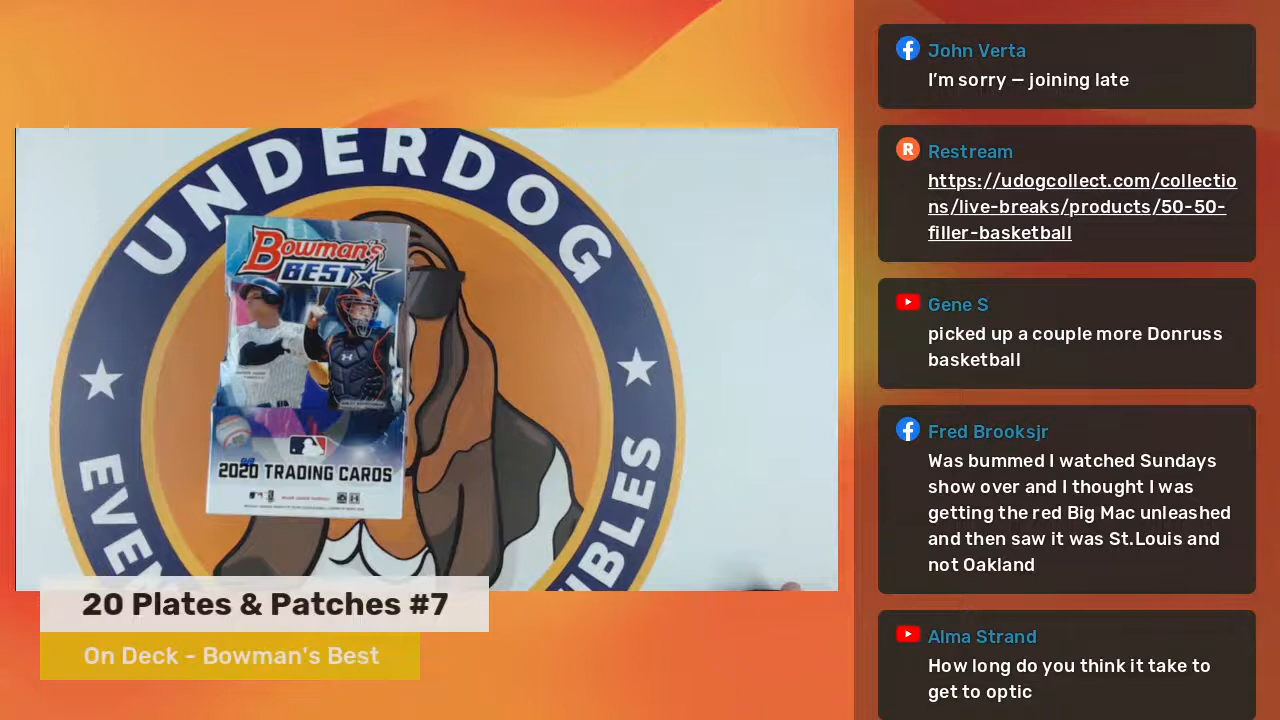 UNDERDOG
EVEN
IBLES
BOWMAN'S
BEST
2020 TRADING CARDS
20 Plates & Patches #7
On Deck - Bowman's Best
John Verta
I'm sorry – joining late
Restream
https://udogcollect.com/collectio
ns/live-breaks/products/50-50-
filler-basketball
Gene S
picked up a couple more Donruss
basketball
Fred Brooksjr
Was bummed I watched Sundays
show over and I thought I was
getting the red Big Mac unleashed
and then saw it was St.Louis and
not Oakland
Alma Strand
How long do you think it take to
get to optic